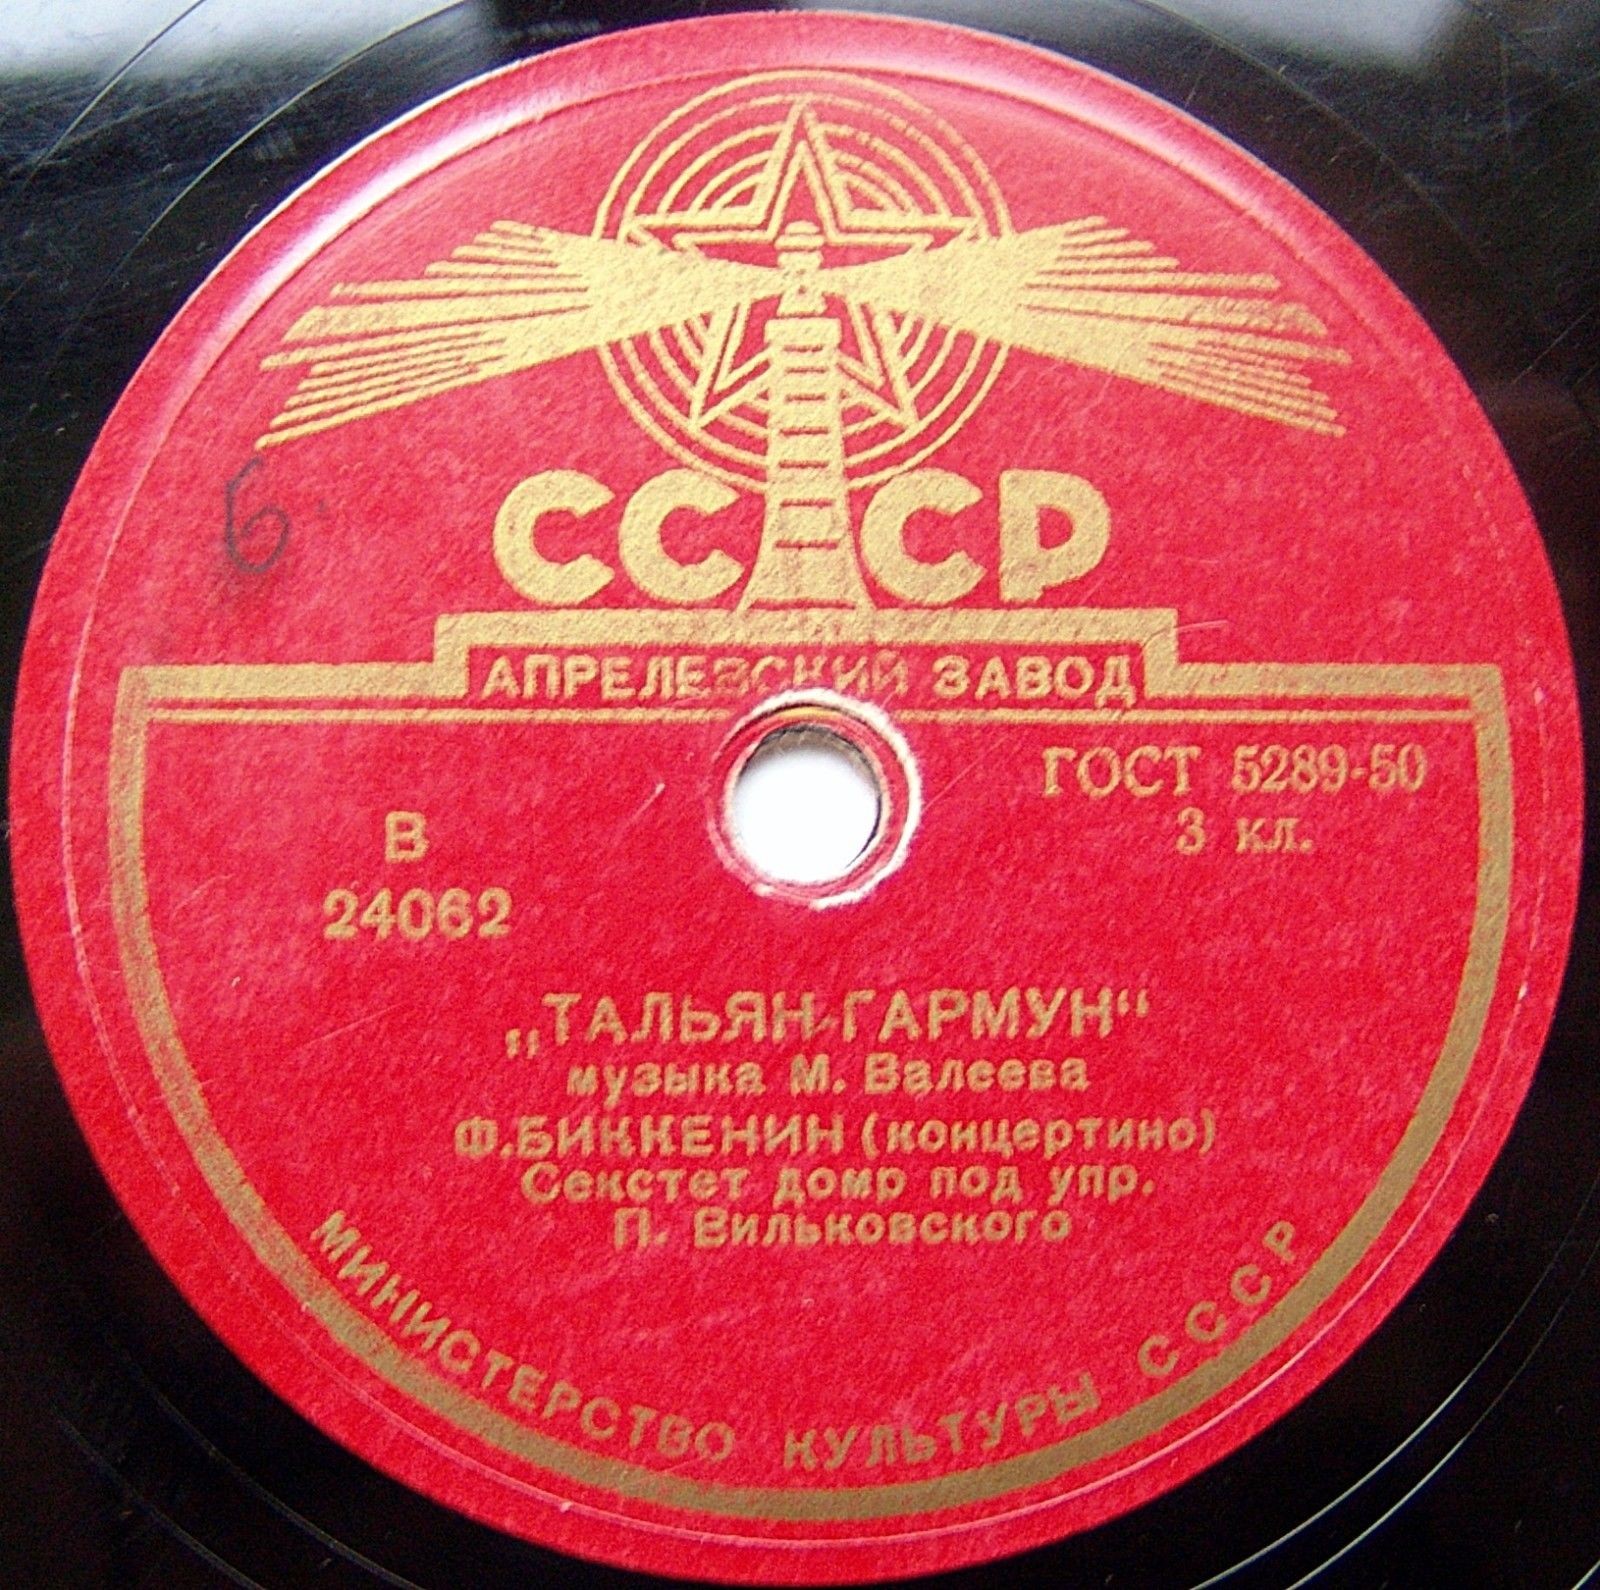 СССР
АПРЕЛЕВСКИЙ ЗАВОД
ГОСТ 5289-50
3 кл.
В
24062
6.
„ТАЛЬЯН-ГАРМУН“
музыка М. Валеева
Ф.БИККЕНИН (концертино)
Секстет домр под упр.
П. Вильковского
МИНИСТЕРСТВО КУЛЬТУРЫ СССР